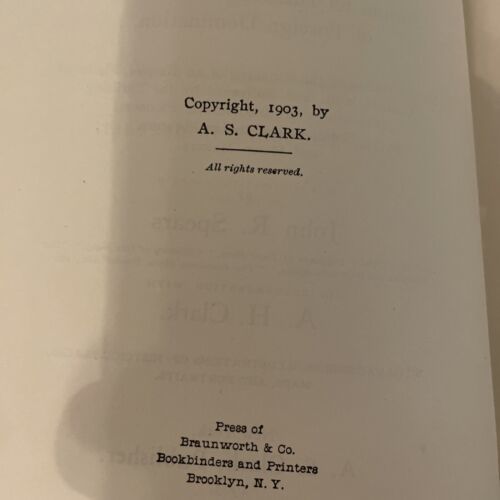 Copyright, 1903, by
A. S. CLARK.
All rights reserved.
Press of
Braunworth & Co.
Bookbinders and Printers
Brooklyn, N. Y.